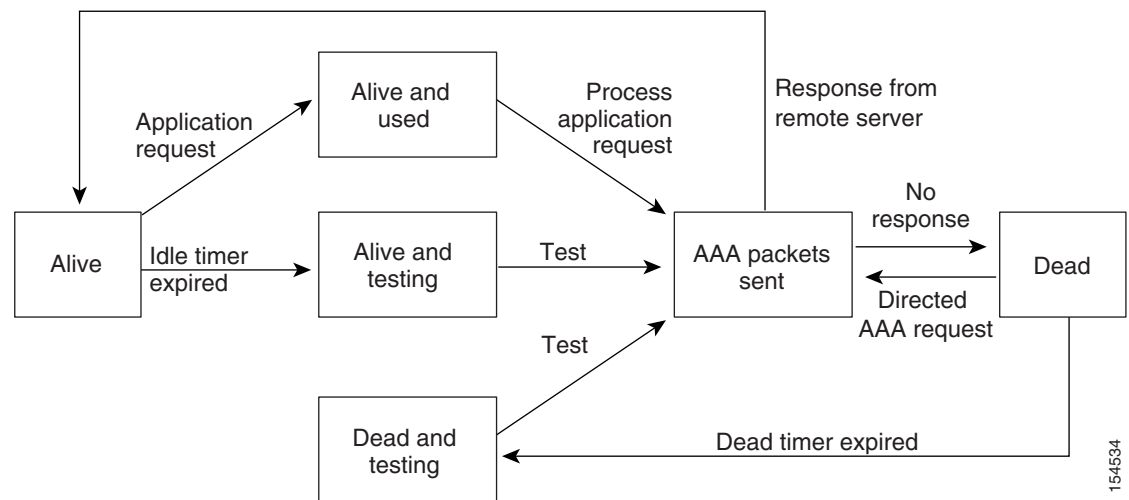 Alive and
used
Application
request
Process
application
request
Response from
remote server
Alive
Idle timer
expired
Alive and
testing
Test
AAA packets
sent
No
response
Directed
AAA request
Dead
Test
Dead and
testing
Dead timer expired
154534